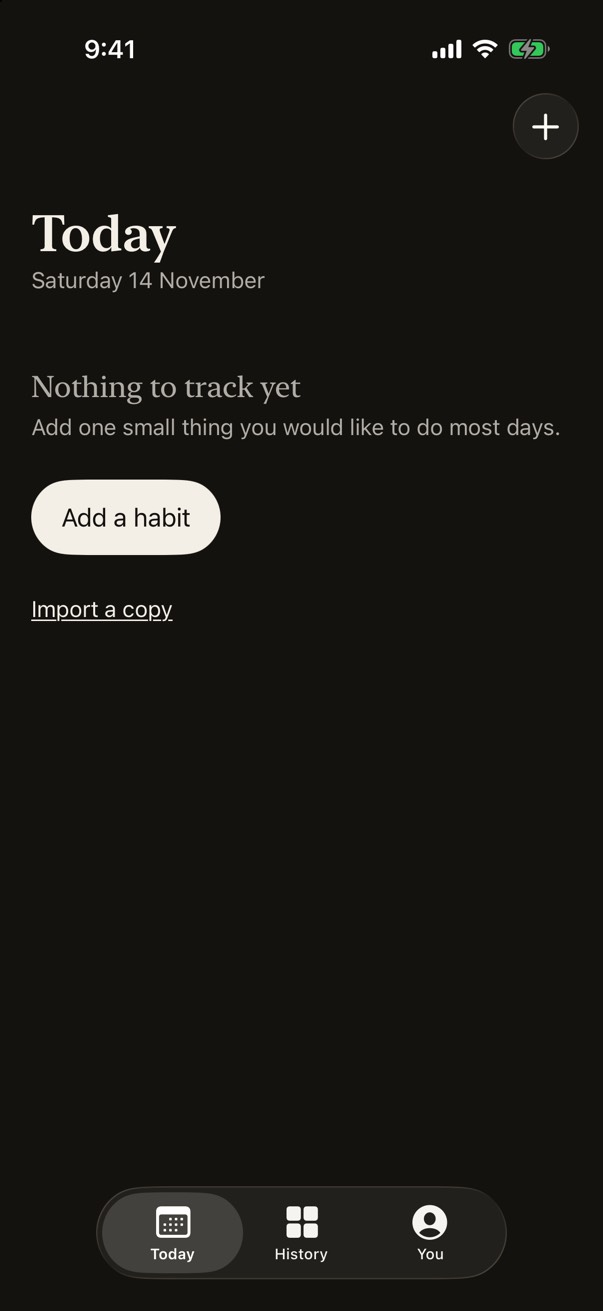 9:41
Today
Saturday 14 November
Nothing to track yet
Add one small thing you would like to do most days.
Add a habit
Import a copy
Today
History
You